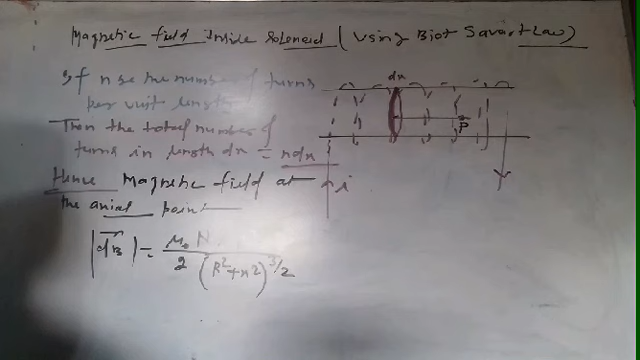 Magnetic field Inside Solenoid (Using Biot Savart Law)
If n be the number of turns
per unit length
Then the total number of
turns in length dx = ndx
Hence Magnetic field at
the axial point
|dB| = μ₀ N / 2 (R² + x²)^3/2
dx
P
i